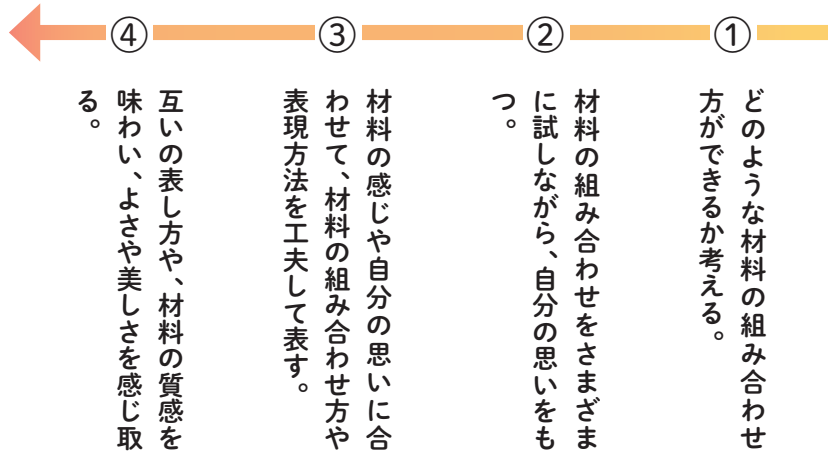 ①
どのような材料の組み合わせ
方ができるか考える。
②
材料の組み合わせをさまざま
に試しながら、自分の思いをも
つ。
③
材料の感じや自分の思いに合
わせて、材料の組み合わせ方や
表現方法を工夫して表す。
④
互いの表し方や、材料の質感を
味わい、よさや美しさを感じ取
る。